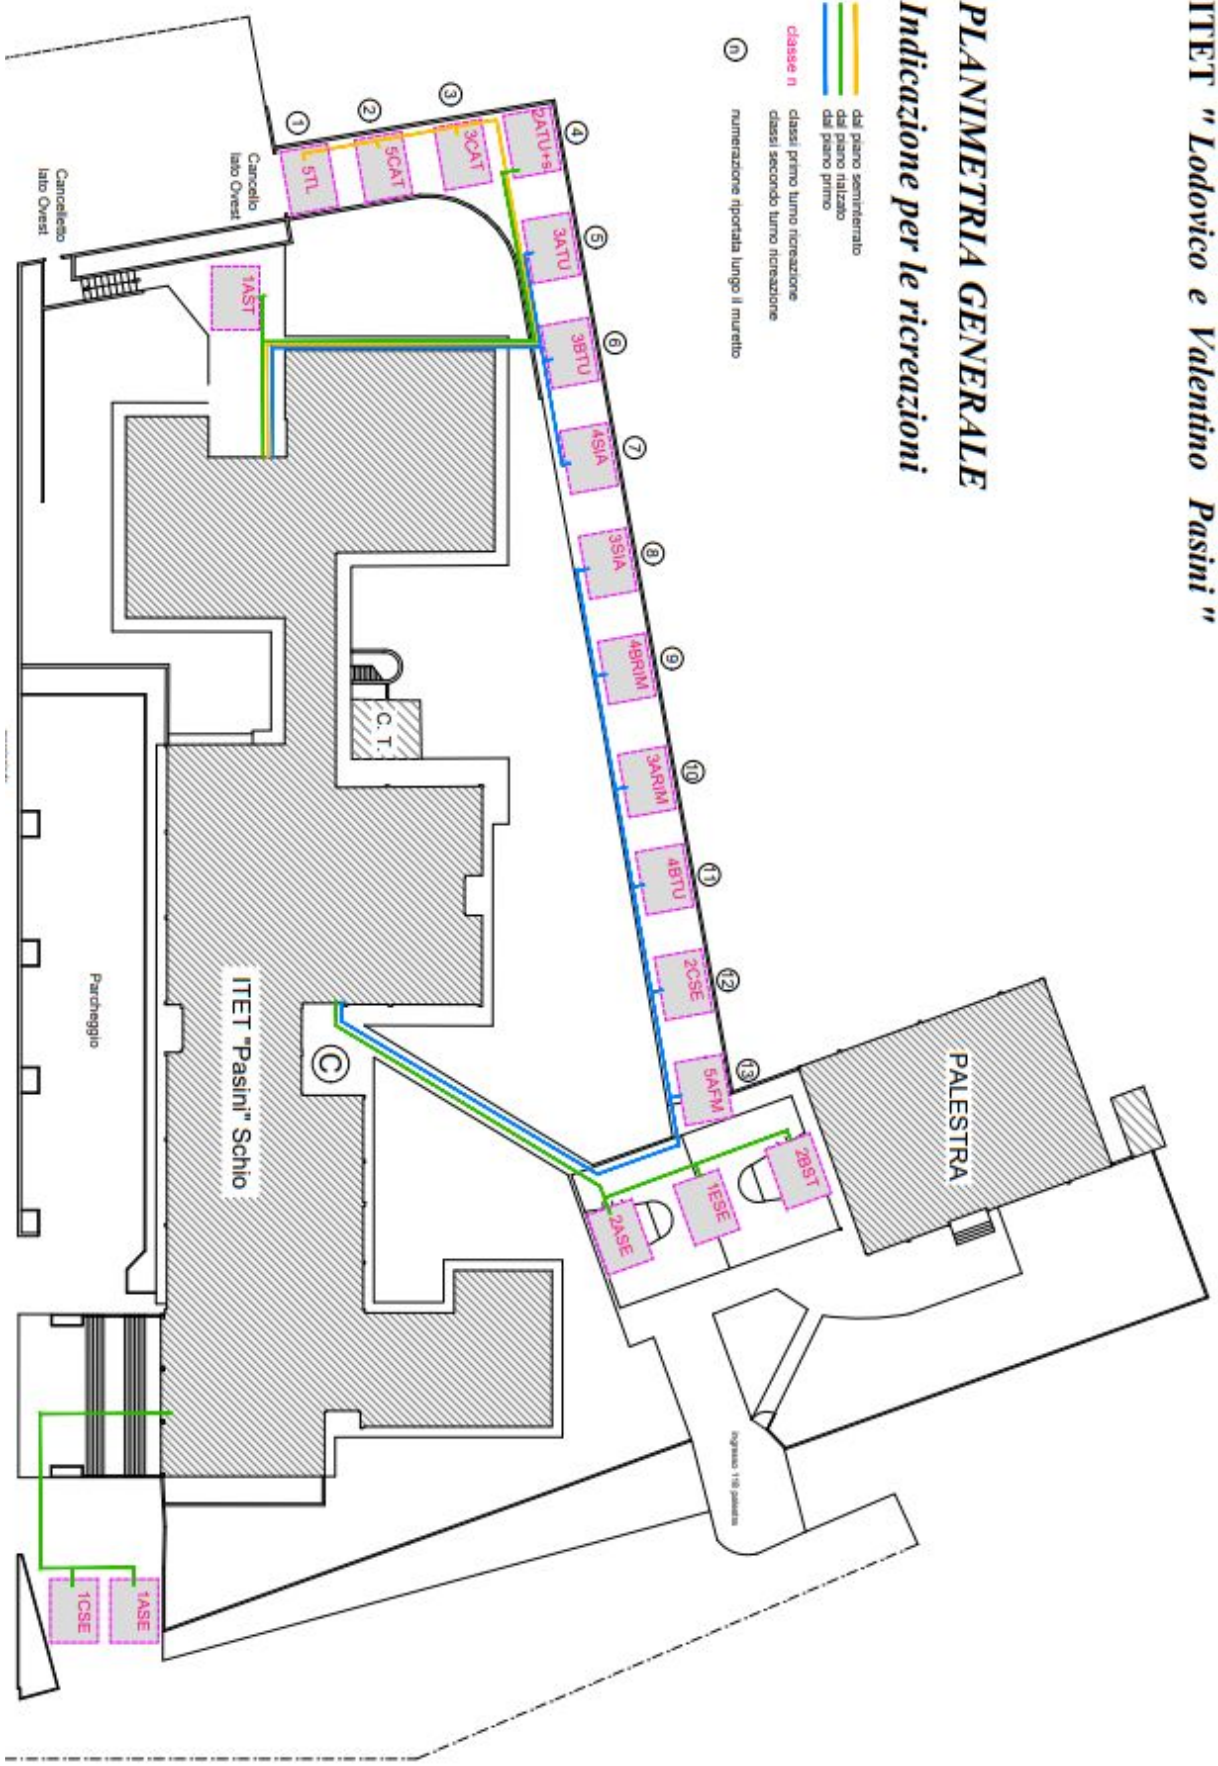 ITET " Lodovico e Valentino Pasini "
PLANIMETRIA GENERALE
Indicazione per le ricreazioni
dal piano seminterrato
dal piano rialzato
dal piano primo
classe n
classi primo turno ricreazione
classi secondo turno ricreazione
n
numerazione riportata lungo il muretto
1
2
3
4
5
6
7
8
9
10
11
12
13
5TL
5CAT
3CAT
2ATU+s
3ATU
3BTU
4SIA
3SIA
4BRIM
3ARIM
4BTU
2CSE
5AFM
1AST
Cancello
lato Ovest
Cancelletto
lato Ovest
C. T.
PALESTRA
2BST
1ESE
2ASE
C
ITET "Pasini" Schio
Parcheggio
ingresso 118 palestra
1ASE
1CSE